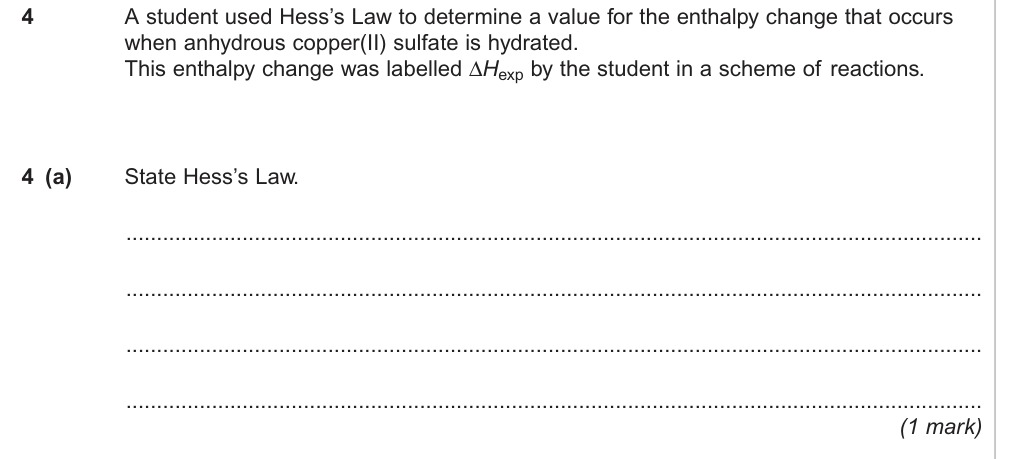 4 A student used Hess’s Law to determine a value for the enthalpy change that occurs
when anhydrous copper(II) sulfate is hydrated.
This enthalpy change was labelled ΔHexp by the student in a scheme of reactions.
4 (a) State Hess’s Law.
(1 mark)